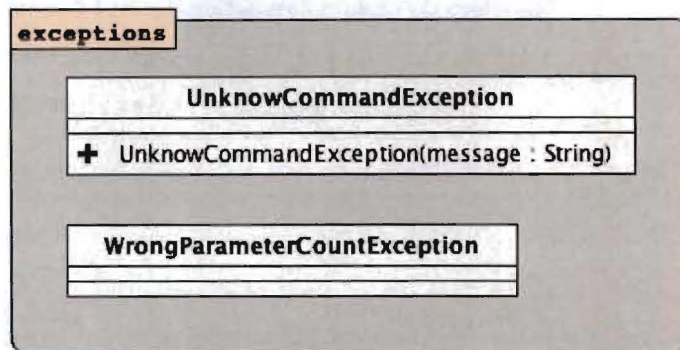 exceptions
UnknowCommandException
+ UnknowCommandException(message : String)
WrongParameterCountException